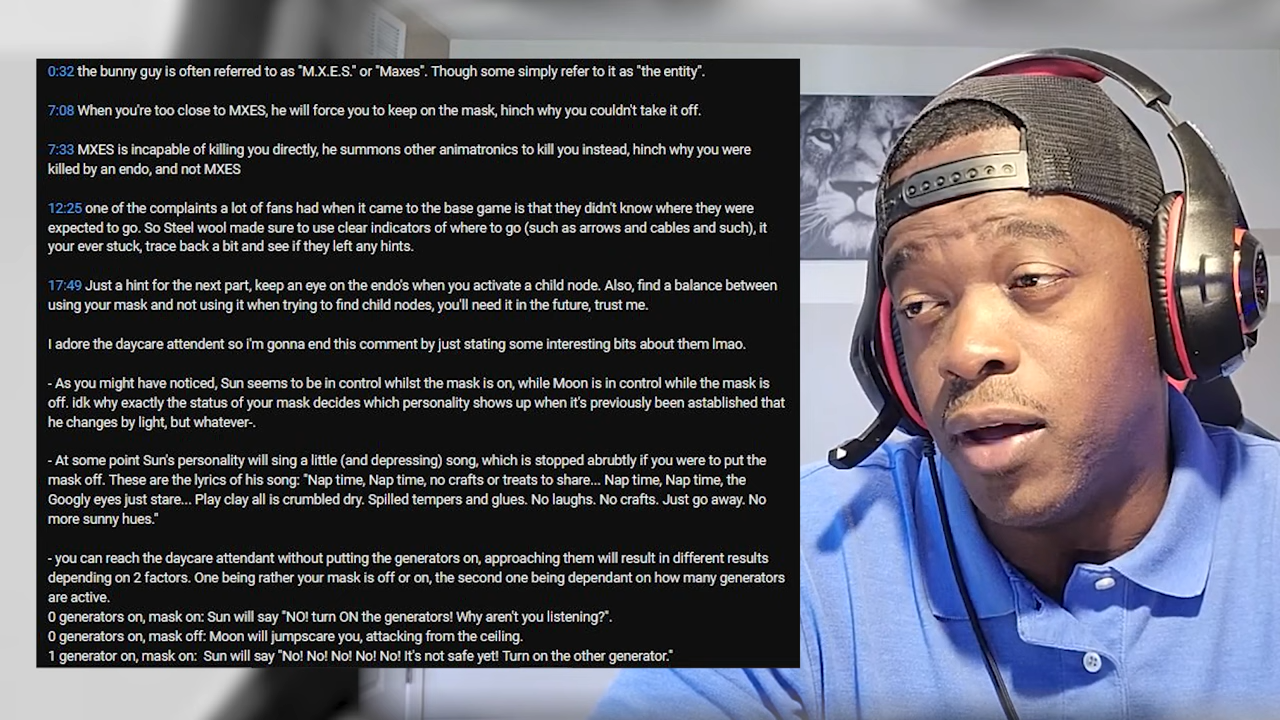 0:32 the bunny guy is often referred to as "M.X.E.S." or "Maxes". Though some simply refer to it as "the entity".
7:08 When you're too close to MXES, he will force you to keep on the mask, hinch why you couldn't take it off.
7:33 MXES is incapable of killing you directly, he summons other animatronics to kill you instead, hinch why you were
killed by an endo, and not MXES
12:25 one of the complaints a lot of fans had when it came to the base game is that they didn't know where they were
expected to go. So Steel wool made sure to use clear indicators of where to go (such as arrows and cables and such), it
your ever stuck, trace back a bit and see if they left any hints.
17:49 Just a hint for the next part, keep an eye on the endo's when you activate a child node. Also, find a balance between
using your mask and not using it when trying to find child nodes, you'll need it in the future, trust me.
I adore the daycare attendent so i'm gonna end this comment by just stating some interesting bits about them lmao.
- As you might have noticed, Sun seems to be in control whilst the mask is on, while Moon is in control while the mask is
off. idk why exactly the status of your mask decides which personality shows up when it's previously been astablished that
he changes by light, but whatever-.
- At some point Sun's personality will sing a little (and depressing) song, which is stopped abrubtly if you were to put the
mask off. These are the lyrics of his song: "Nap time, Nap time, no crafts or treats to share... Nap time, Nap time, the
Googly eyes just stare... Play clay all is crumbled dry. Spilled tempers and glues. No laughs. No crafts. Just go away. No
more sunny hues."
- you can reach the daycare attendant without putting the generators on, approaching them will result in different results
depending on 2 factors. One being rather your mask is off or on, the second one being dependant on how many generators
are active.
0 generators on, mask on: Sun will say "NO! turn ON the generators! Why aren't you listening?".
0 generators on, mask off: Moon will jumpscare you, attacking from the ceiling.
1 generator on, mask on: Sun will say "No! No! No! No! No! It's not safe yet! Turn on the other generator."